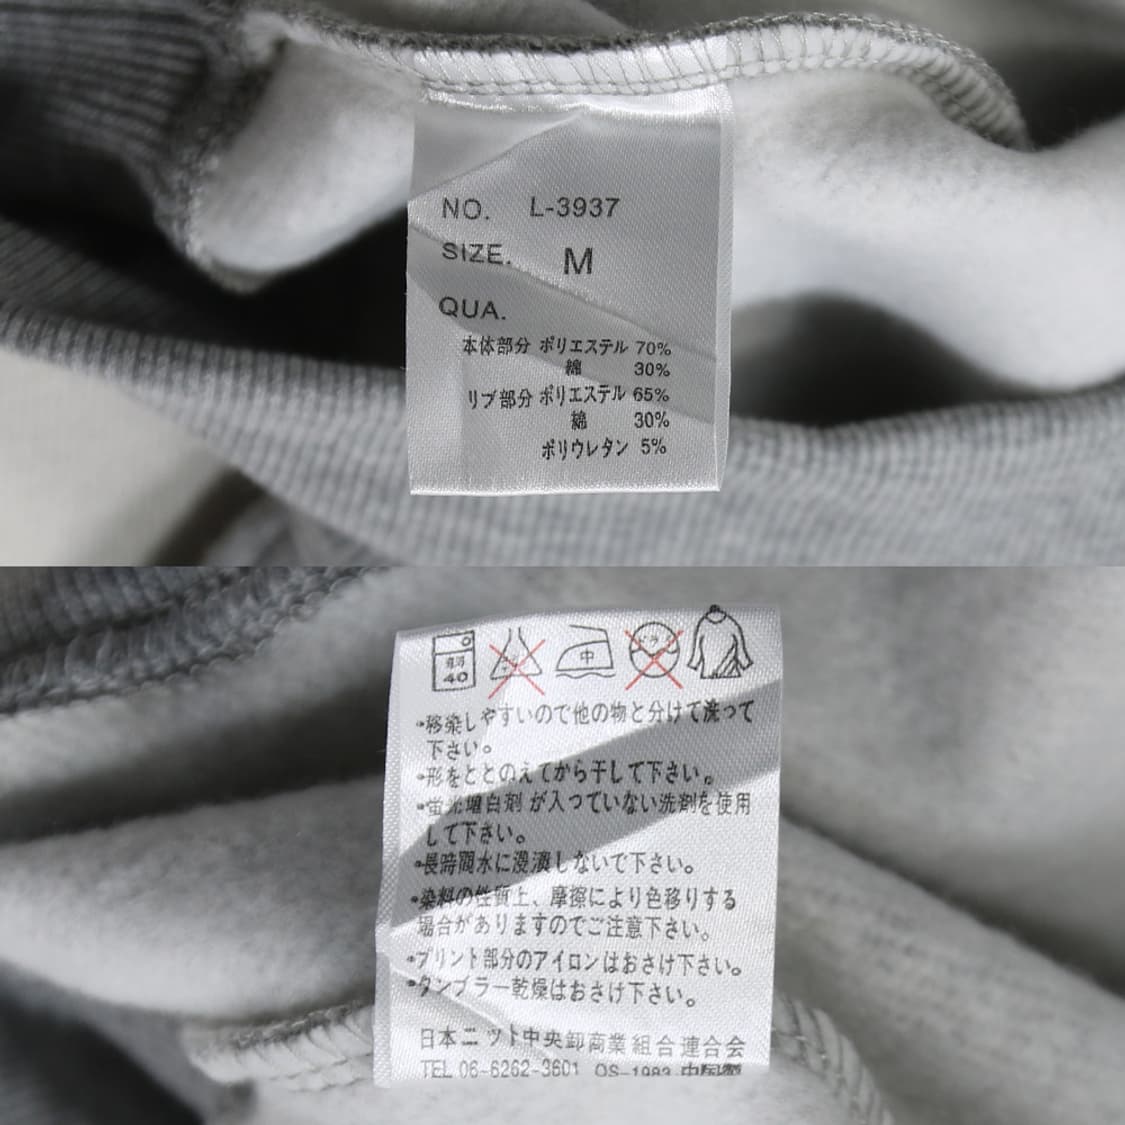 NO. L-3937
SIZE. M
QUA.
本体部分 ポリエステル 70%
綿 30%
リブ部分 ポリエステル 65%
綿 30%
ポリウレタン 5%
40 中
・移染しやすいので他の物と分けて洗って
下さい。
・形をととのえてから干して下さい。
・蛍光増白剤が入っていない洗剤を使用
して下さい。
・長時間水に浸漬しないで下さい。
・染料の性質上、摩擦により色移りする
場合がありますのでご注意下さい。
・プリント部分のアイロンはおさけ下さい。
・タンブラー乾燥はおさけ下さい。
日本ニット中央卸商業組合連合会
TEL 06-6262-3601 OS-1983 中国製